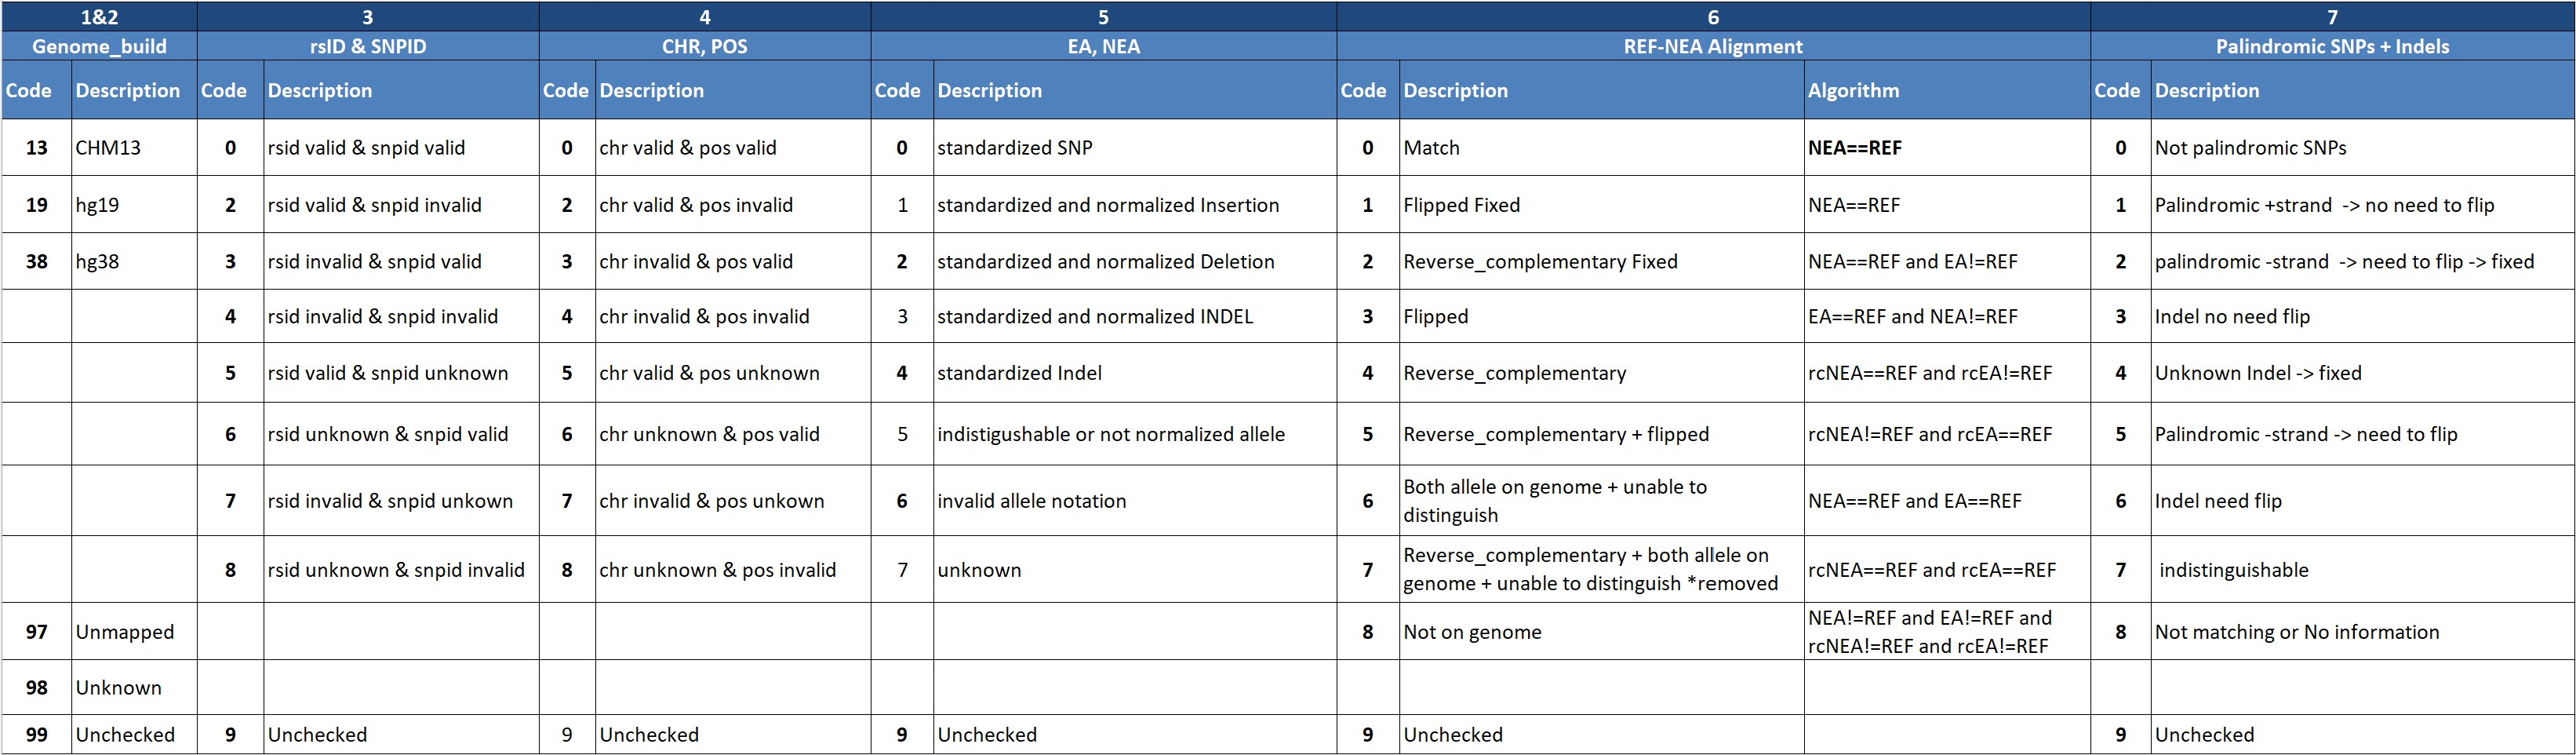 1&2 3 4 5 6 7
Genome_build rsID & SNPID CHR, POS EA, NEA REF-NEA Alignment Palindromic SNPs + Indels
Code Description Code Description Code Description Code Description Code Description Algorithm Code Description
13 CHM13 0 rsid valid & snpid valid 0 chr valid & pos valid 0 standardized SNP 0 Match NEA==REF 0 Not palindromic SNPs
19 hg19 2 rsid valid & snpid invalid 2 chr valid & pos invalid 1 standardized and normalized Insertion 1 Flipped Fixed NEA==REF 1 Palindromic +strand -> no need to flip
38 hg38 3 rsid invalid & snpid valid 3 chr invalid & pos valid 2 standardized and normalized Deletion 2 Reverse_complementary Fixed NEA==REF and EA!=REF 2 palindromic -strand -> need to flip -> fixed
4 rsid invalid & snpid invalid 4 chr invalid & pos invalid 3 standardized and normalized INDEL 3 Flipped EA==REF and NEA!=REF 3 Indel no need flip
5 rsid valid & snpid unknown 5 chr valid & pos unknown 4 standardized Indel 4 Reverse_complementary rcNEA==REF and rcEA!=REF 4 Unknown Indel -> fixed
6 rsid unknown & snpid valid 6 chr unknown & pos valid 5 indistigushable or not normalized allele 5 Reverse_complementary + flipped rcNEA!=REF and rcEA==REF 5 Palindromic -strand -> need to flip
7 rsid invalid & snpid unkown 7 chr invalid & pos unkown 6 invalid allele notation 6 Both allele on genome + unable to
distinguish NEA==REF and EA==REF 6 Indel need flip
8 rsid unknown & snpid invalid 8 chr unknown & pos invalid 7 unknown 7 Reverse_complementary + both allele on
genome + unable to distinguish *removed rcNEA==REF and rcEA==REF 7 indistinguishable
97 Unmapped 8 Not on genome NEA!=REF and EA!=REF and
rcNEA!=REF and rcEA!=REF 8 Not matching or No information
98 Unknown
99 Unchecked 9 Unchecked 9 Unchecked 9 Unchecked 9 Unchecked 9 Unchecked